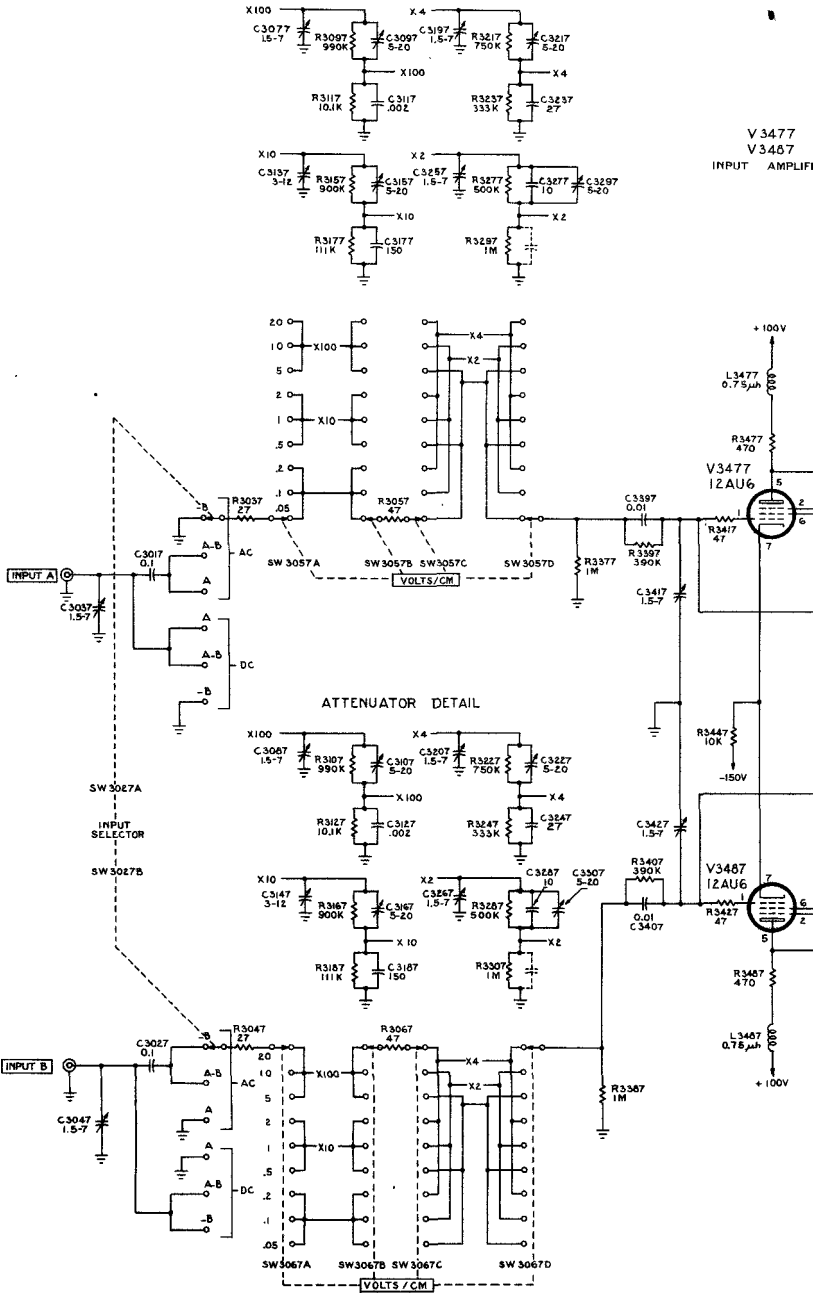 X100
C3077
1.5-7
R3097
990K
C3097
5-20
X100
R3117
10.1K
C3117
.002
X4
C3197
1.5-7
R3217
750K
C3217
5-20
X4
R3237
333K
C3237
27
V3477
V3487
INPUT AMPLIFI
X10
C3137
3-12
R3157
900K
C3157
5-20
X10
R3177
111K
C3177
150
X2
C3257
1.5-7
R3277
500K
C3277
10
C3297
5-20
X2
R3297
1M
20
10
5
X100
2
1
.5
X10
.2
.1
.05
X4
X2
+100V
L3477
0.75µh
R3477
470
V3477
12AU6
5
2
6
1
7
R3417
47
C3397
0.01
R3397
390K
R3377
1M
C3417
1.5-7
-B
R3037
27
R3057
47
A-B
A
AC
SW3057A
SW3057B
SW3057C
SW3057D
VOLTS/CM
INPUT A
C3017
0.1
C3037
1.5-7
A
A-B
-B
DC
ATTENUATOR DETAIL
R3447
10K
-150V
X100
C3087
1.5-7
R3107
990K
C3107
5-20
X100
R3127
10.1K
C3127
.002
X4
C3207
1.5-7
R3227
750K
C3227
5-20
X4
R3247
333K
C3247
27
SW3027A
INPUT
SELECTOR
SW3027B
C3427
1.5-7
X10
C3147
3-12
R3167
900K
C3167
5-20
X10
R3187
111K
C3187
150
X2
C3267
1.5-7
R3287
500K
C3287
10
C3307
5-20
X2
R3307
1M
R3407
390K
0.01
C3407
V3487
12AU6
7
1
6
2
5
R3427
47
R3487
470
L3487
0.75µh
+100V
INPUT B
C3027
0.1
C3047
1.5-7
-B
A-B
A
AC
A
A-B
-B
DC
R3047
27
R3067
47
20
10
5
X100
2
1
.5
X10
.2
.1
.05
X4
X2
R3387
1M
SW3067A
SW3067B
SW3067C
SW3067D
VOLTS/CM